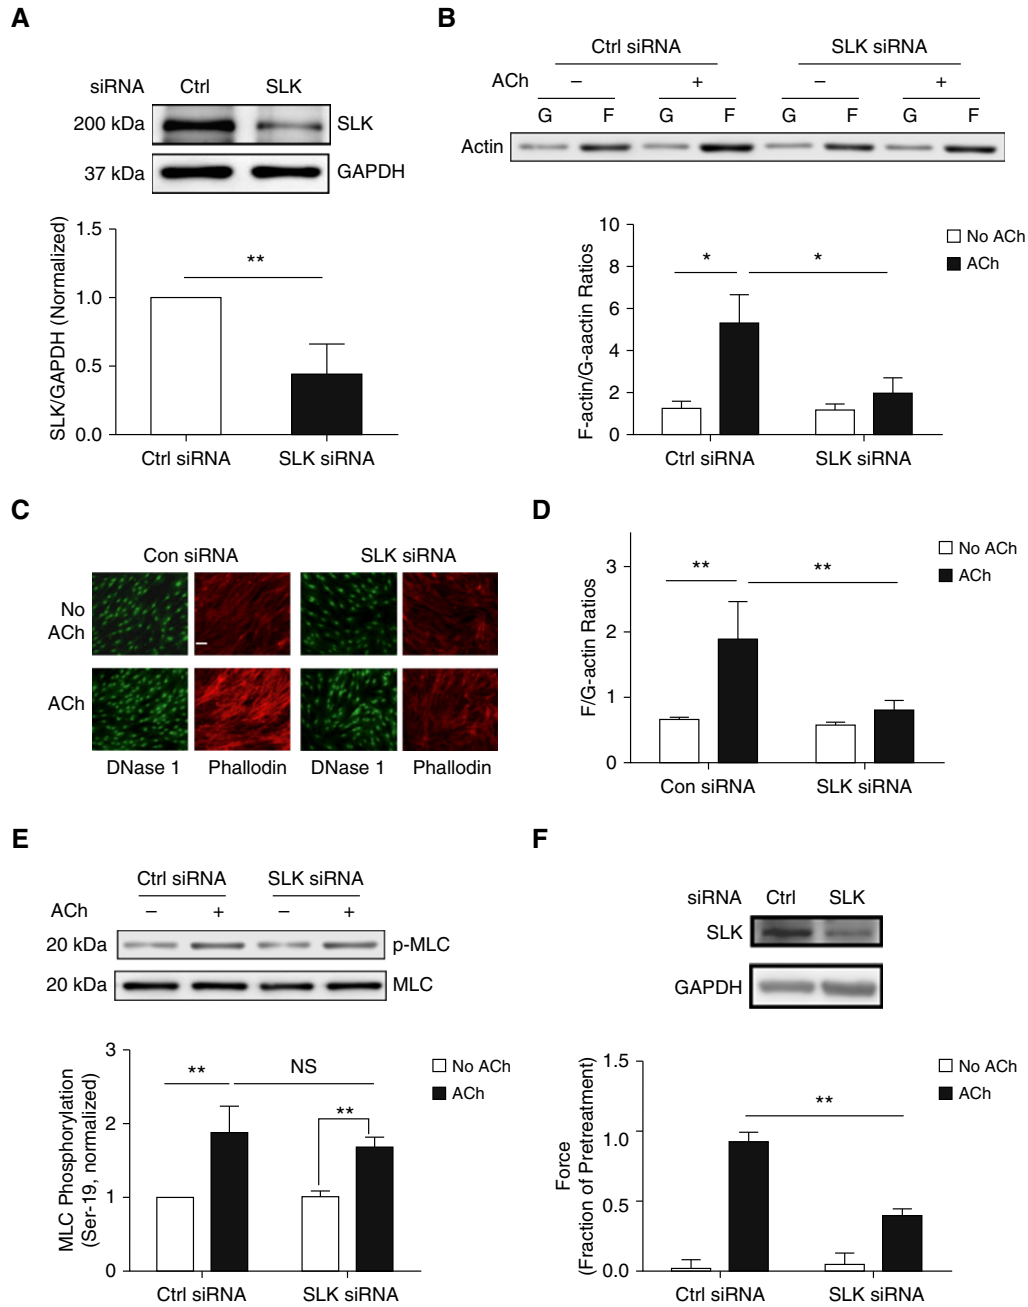 A
siRNA Ctrl SLK
200 kDa SLK
37 kDa GAPDH
SLK/GAPDH (Normalized)
1.5
1.0
0.5
0.0
**
Ctrl siRNA SLK siRNA
B
Ctrl siRNA SLK siRNA
ACh – + – +
G F G F G F G F
Actin
F-actin/G-aactin Ratios
10
8
6
4
2
0
* *
No ACh
ACh
Ctrl siRNA SLK siRNA
C
Con siRNA SLK siRNA
No
ACh
ACh
DNase 1 Phallodin DNase 1 Phallodin
D
F/G-actin Ratios
3
2
1
0
** **
No ACh
ACh
Con siRNA SLK siRNA
E
Ctrl siRNA SLK siRNA
ACh – + – +
20 kDa p-MLC
20 kDa MLC
MLC Phosphorylation
(Ser-19, normalized)
3
2
1
0
** NS
**
No ACh
ACh
Ctrl siRNA SLK siRNA
F
siRNA Ctrl SLK
SLK
GAPDH
Force
(Fraction of Pretreatment)
1.5
1.0
0.5
0.0
**
No ACh
ACh
Ctrl siRNA SLK siRNA